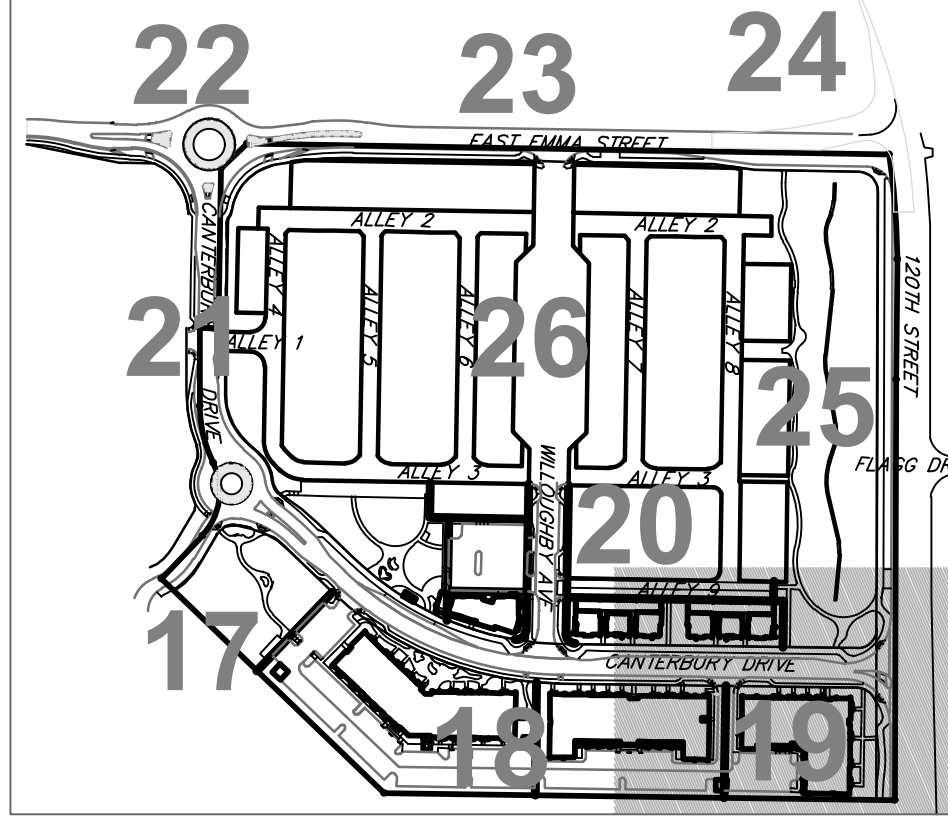 22
23
24
EAST EMMA STREET
ALLEY 2
ALLEY 2
CANTERBURY DRIVE
ALLEY 4
120TH STREET
ALLEY 5
ALLEY 6
ALLEY 7
ALLEY 8
21
26
ALLEY 1
25
WILLOUGHBY AVE
ALLEY 3
ALLEY 3
FLAGG DR
20
ALLEY 9
17
CANTERBURY DRIVE
18
19